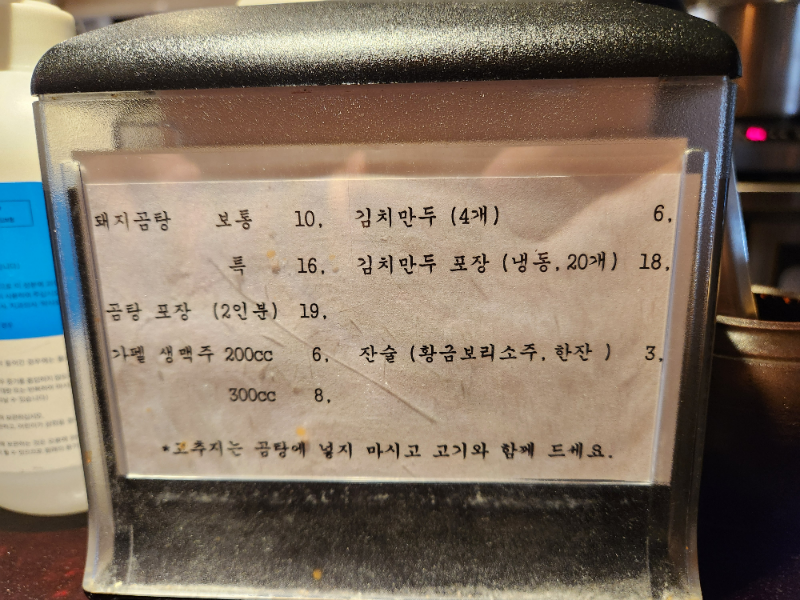 돼지곰탕 보통 10, 김치만두 (4개) 6,
특 16, 김치만두 포장 (냉동, 20개) 18,
곰탕 포장 (2인분) 19,
가펠 생맥주 200cc 6, 잔술 (황금보리소주, 한잔 ) 3,
300cc 8,
*고추지는 곰탕에 넣지 마시고 고기와 함께 드세요.